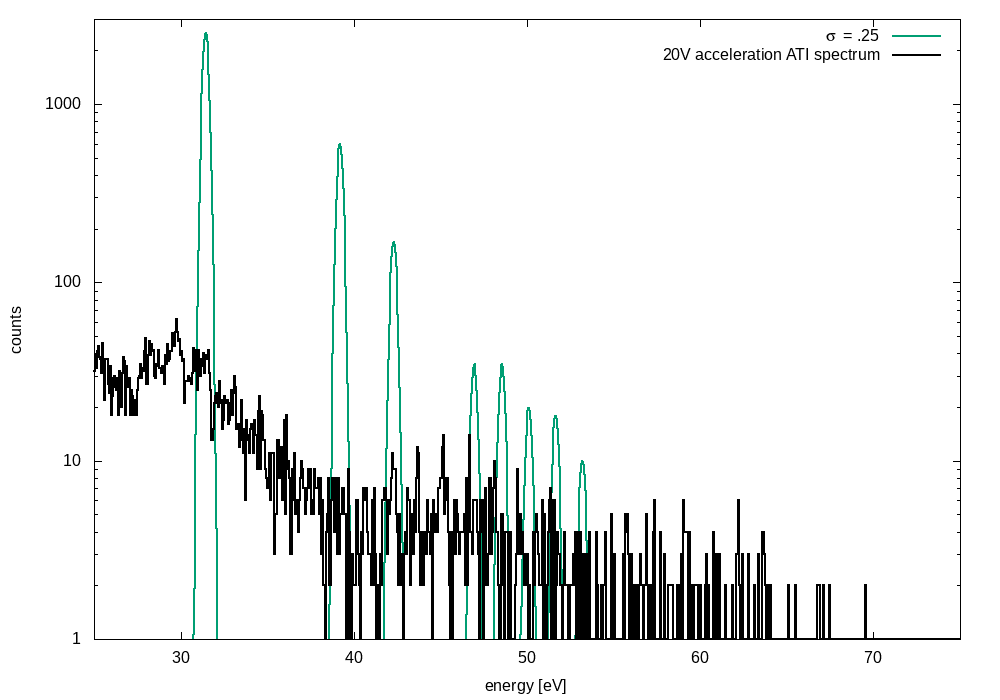 σ = .25
20V acceleration ATI spectrum
1000
100
10
1
counts
30 40 50 60 70
energy [eV]